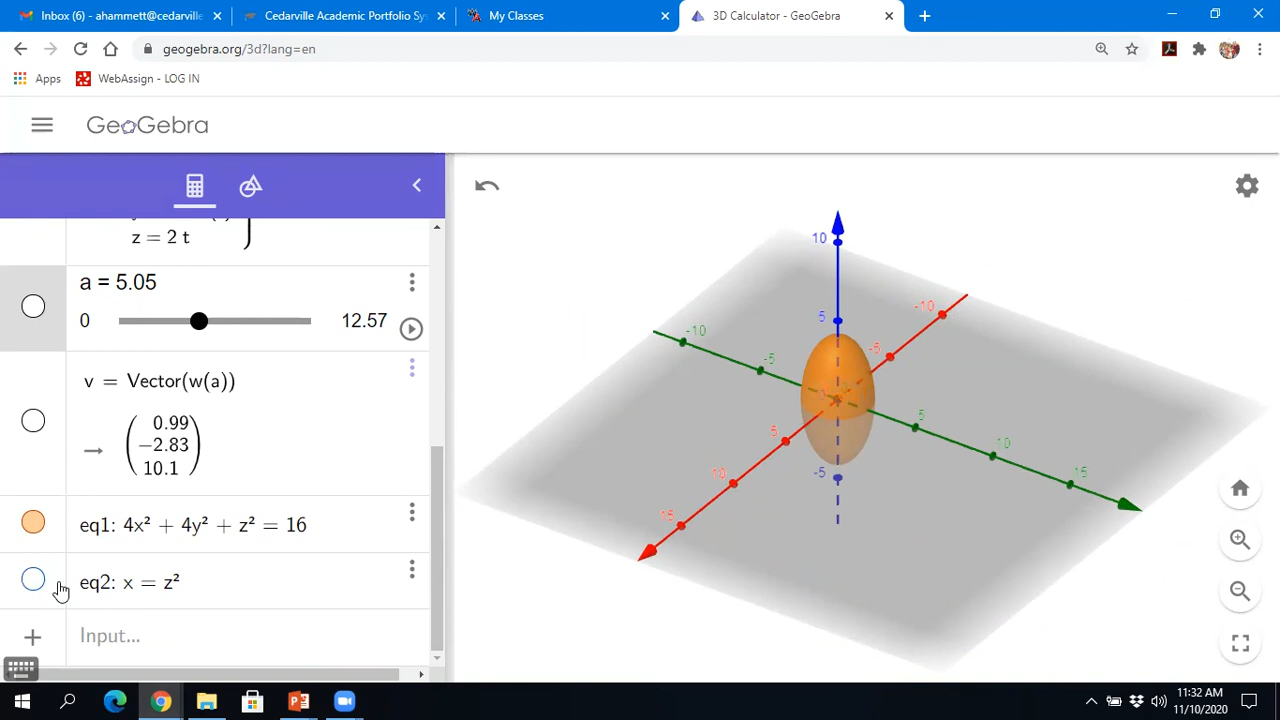 Inbox (6) - ahammett@cedarville
Cedarville Academic Portfolio Sys
My Classes
3D Calculator - GeoGebra
geogebra.org/3d?lang=en
Apps
WebAssign - LOG IN
GeoGebra
z = 2 t
a = 5.05
0
12.57
v = Vector(w(a))
→
0.99
−2.83
10.1
eq1: 4x² + 4y² + z² = 16
eq2: x = z²
Input...
10
5
-5
-10
-5
5
10
15
-10
-5
5
10
15
11:32 AM
11/10/2020